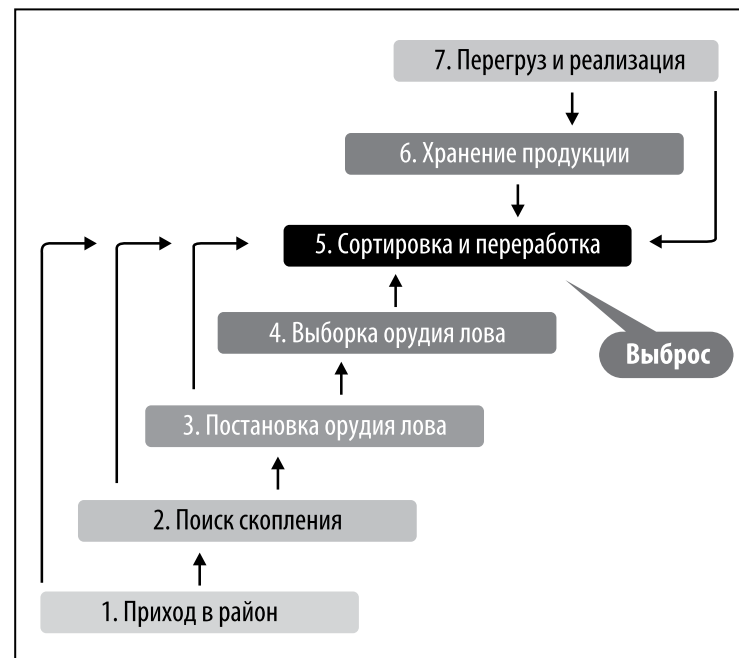 7. Перегруз и реализация
6. Хранение продукции
5. Сортировка и переработка
4. Выборка орудия лова
Выброс
3. Постановка орудия лова
2. Поиск скопления
1. Приход в район